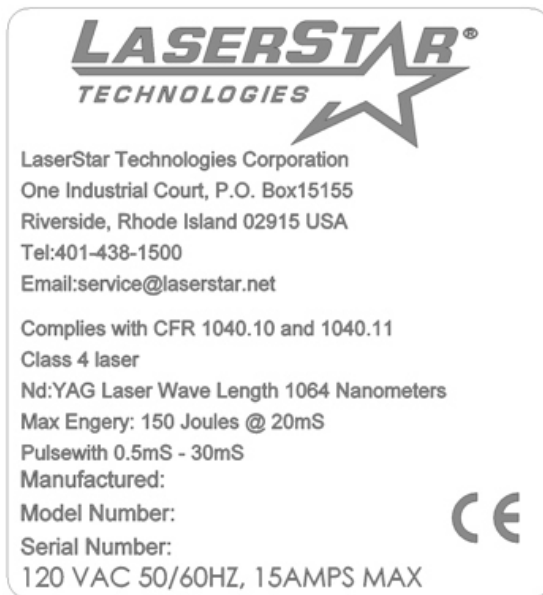 LASERSTAR®
TECHNOLOGIES
LaserStar Technologies Corporation
One Industrial Court, P.O. Box15155
Riverside, Rhode Island 02915 USA
Tel:401-438-1500
Email:service@laserstar.net
Complies with CFR 1040.10 and 1040.11
Class 4 laser
Nd:YAG Laser Wave Length 1064 Nanometers
Max Engery: 150 Joules @ 20mS
Pulsewith 0.5mS - 30mS
Manufactured:
Model Number:
Serial Number:
CE
120 VAC 50/60HZ, 15AMPS MAX